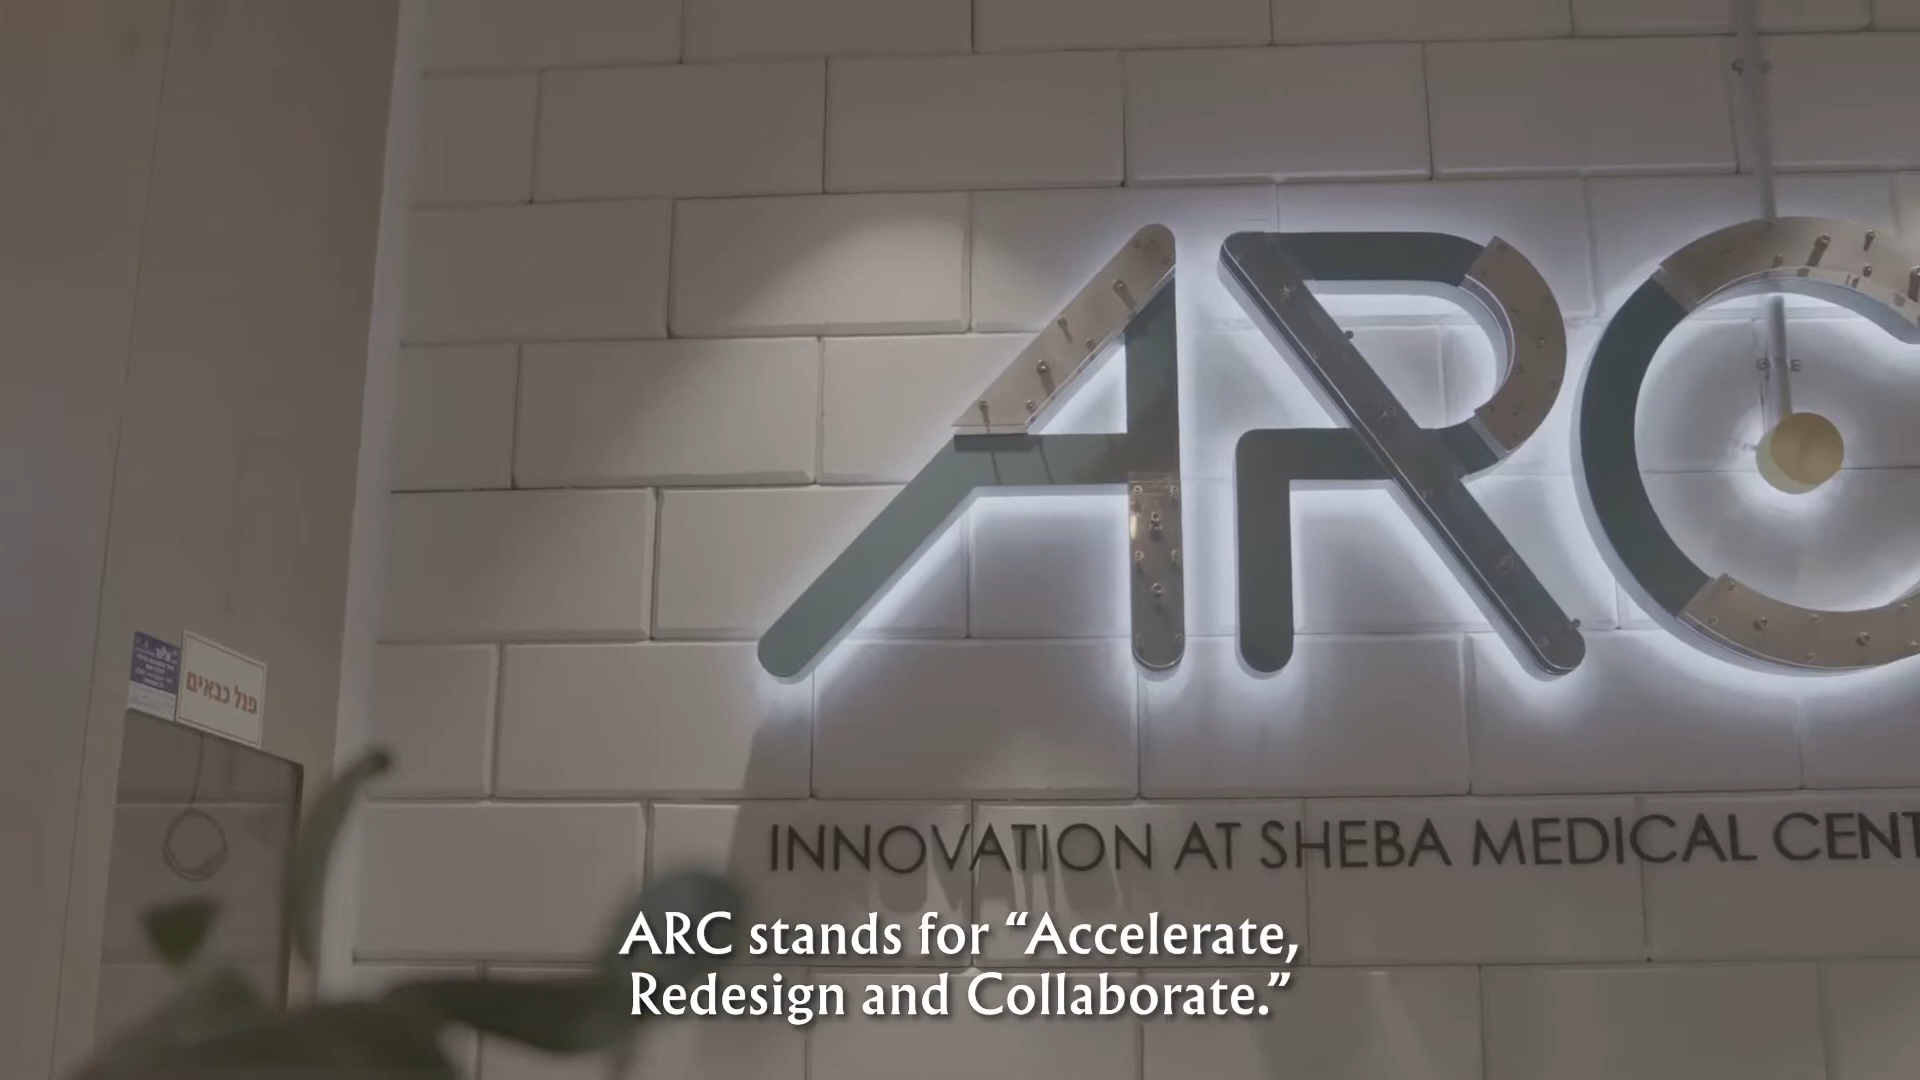 ARC
פנל כבאים
INNOVATION AT SHEBA MEDICAL CENT
ARC stands for “Accelerate,
Redesign and Collaborate.”